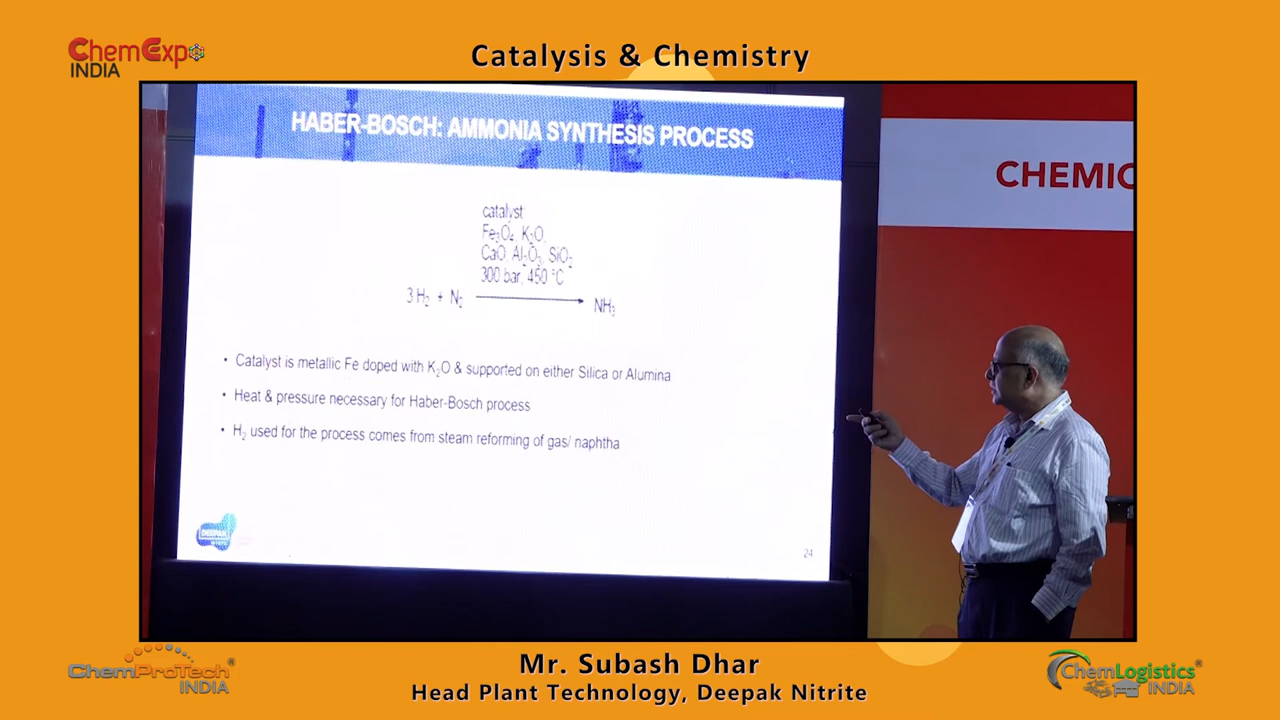 ChemExpo
INDIA
Catalysis & Chemistry
HABER-BOSCH: AMMONIA SYNTHESIS PROCESS
CHEMIC
catalyst:
Fe₃O₄, K₂O,
CaO, Al₂O₃, SiO₂
300 bar, 450 °C
3 H₂ + N₂ NH₃
• Catalyst is metallic Fe doped with K₂O & supported on either Silica or Alumina
• Heat & pressure necessary for Haber-Bosch process
• H₂ used for the process comes from steam reforming of gas/ naphtha
24
ChemProTech®
INDIA
Mr. Subash Dhar
Head Plant Technology, Deepak Nitrite
ChemLogistics®
INDIA